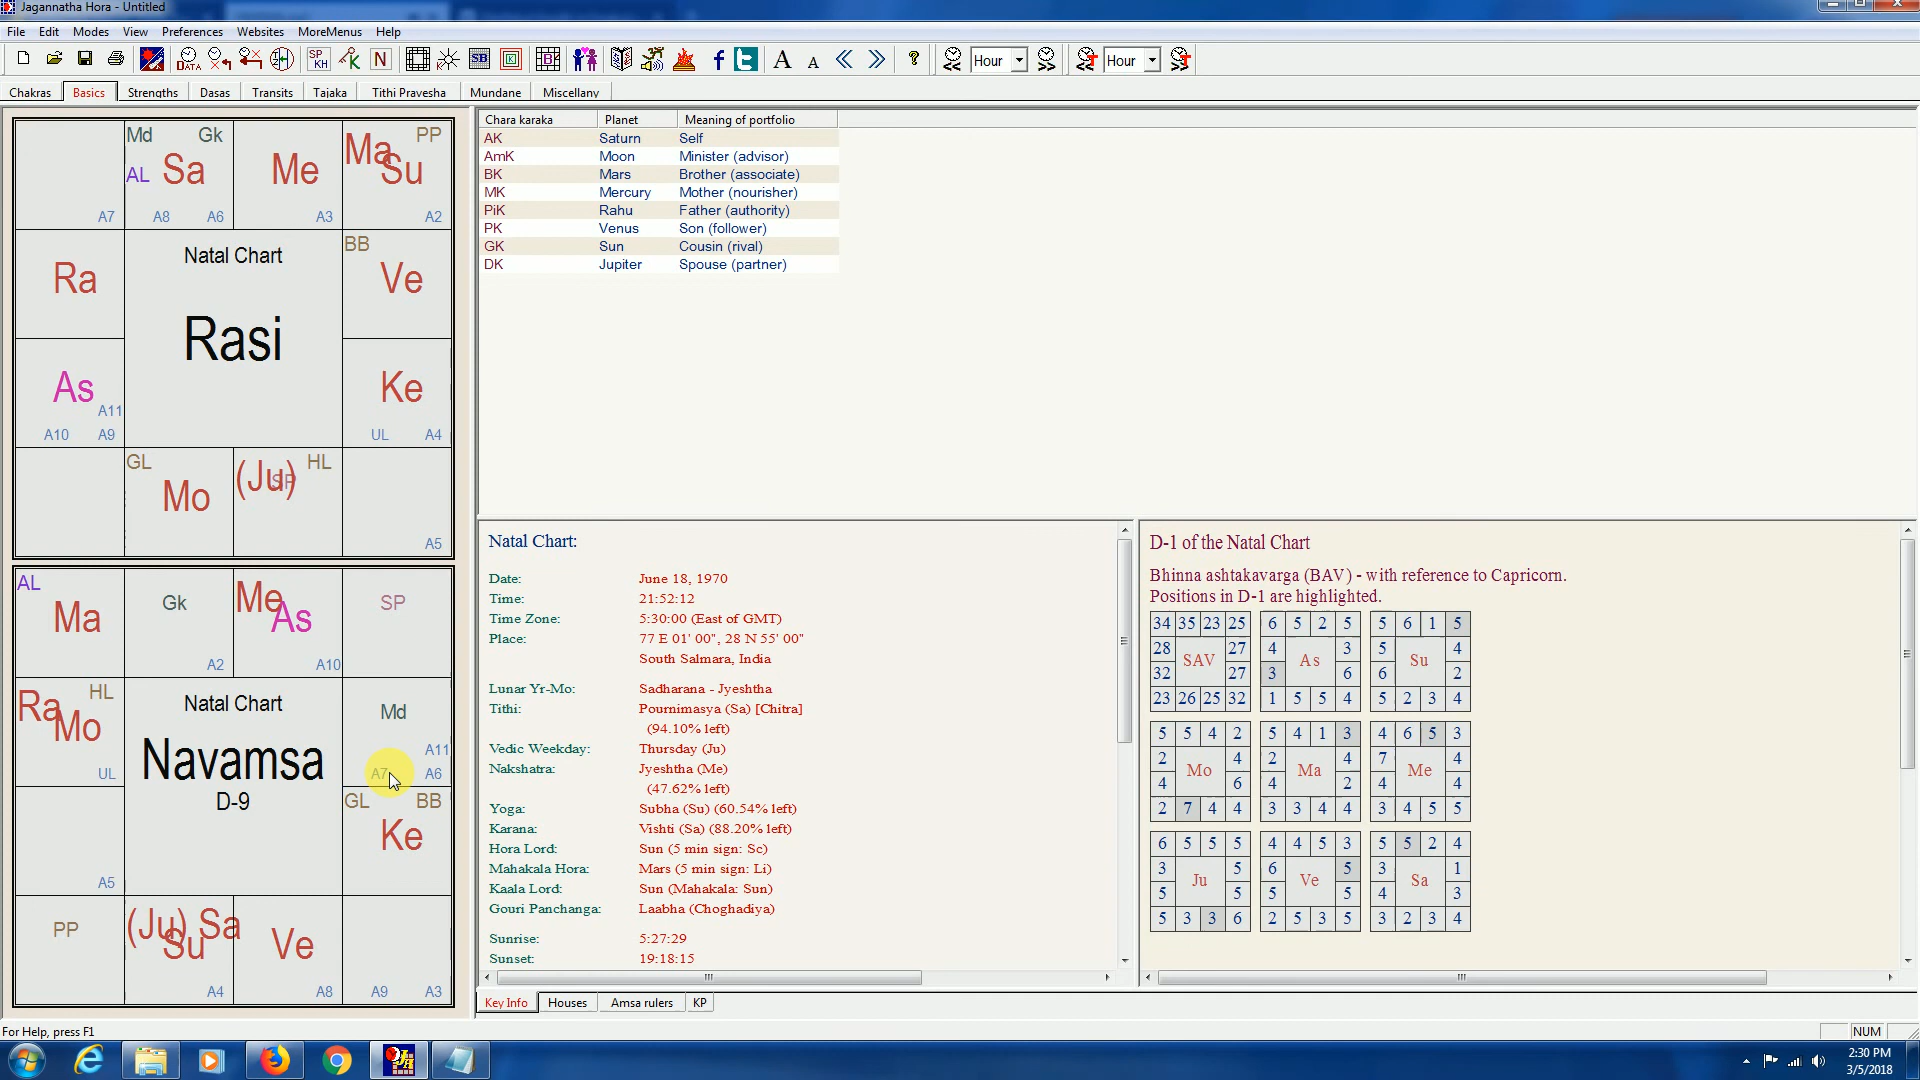 Jagannatha Hora - Untitled
File Edit Modes View Preferences Websites MoreMenus Help
DATA SP KH K N SB K B f t A A ? Hour Hour
Chakras Basics Strengths Dasas Transits Tajaka Tithi Pravesha Mundane Miscellany
Md Gk Ma PP
AL Sa Me Su
A7 A8 A6 A3 A2
Natal Chart
BB
Ra Ve
Rasi
As Ke
A11
A10 A9 UL A4
GL (Ju) SP HL
Mo
A5
AL Me SP
Ma Gk As
A2 A10
Ra HL Natal Chart Md
Mo
Navamsa
A11
UL A7 A6
D-9
GL BB
Ke
A5
PP (Ju) Sa
Su Ve
A4 A8 A9 A3
Chara karaka Planet Meaning of portfolio
AK Saturn Self
AmK Moon Minister (advisor)
BK Mars Brother (associate)
MK Mercury Mother (nourisher)
PiK Rahu Father (authority)
PK Venus Son (follower)
GK Sun Cousin (rival)
DK Jupiter Spouse (partner)
Natal Chart:
Date: June 18, 1970
Time: 21:52:12
Time Zone: 5:30:00 (East of GMT)
Place: 77 E 01' 00", 28 N 55' 00"
South Salmara, India
Lunar Yr-Mo: Sadharana - Jyeshtha
Tithi: Pournimasya (Sa) [Chitra]
(94.10% left)
Vedic Weekday: Thursday (Ju)
Nakshatra: Jyeshtha (Me)
(47.62% left)
Yoga: Subha (Su) (60.54% left)
Karana: Vishti (Sa) (88.20% left)
Hora Lord: Sun (5 min sign: Sc)
Mahakala Hora: Mars (5 min sign: Li)
Kaala Lord: Sun (Mahakala: Sun)
Gouri Panchanga: Laabha (Choghadiya)
Sunrise: 5:27:29
Sunset: 19:18:15
Key Info Houses Amsa rulers KP
D-1 of the Natal Chart
Bhinna ashtakavarga (BAV) - with reference to Capricorn.
Positions in D-1 are highlighted.
34 35 23 25 6 5 2 5 5 6 1 5
28 27 4 3 5 4
SAV As Su
32 27 3 6 6 2
23 26 25 32 1 5 5 4 5 2 3 4
5 5 4 2 5 4 1 3 4 6 5 3
2 4 2 4 7 4
Mo Ma Me
4 6 4 2 4 4
2 7 4 4 3 3 4 4 3 4 5 5
6 5 5 5 4 4 5 3 5 5 2 4
3 5 6 5 3 1
Ju Ve Sa
5 5 5 5 4 3
5 3 3 6 2 5 3 5 3 2 3 4
For Help, press F1
NUM
2:30 PM
3/5/2018